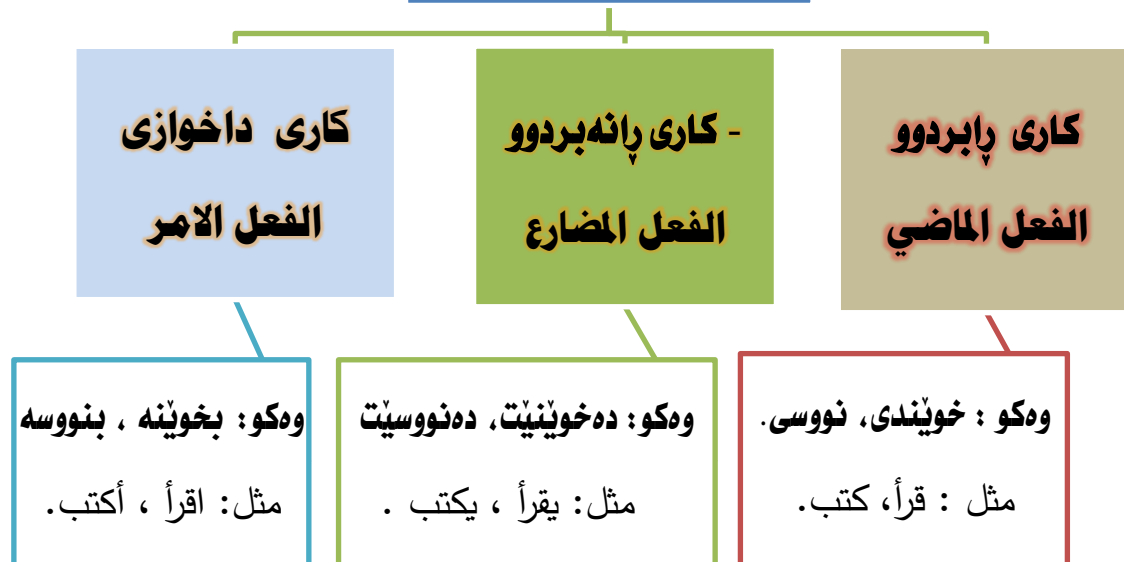 کاری ڕابردوو
الفعل الماضي
- کاری ڕانەبردوو
الفعل المضارع
کاری داخوازی
الفعل الامر
وەکو : خوێندی، نووسی.
مثل : قرأ، كتب.
وەکو: دەخوێنێت، دەنووسێت
مثل: يقرأ ، يكتب .
وەکو: بخوێنە ، بنووسە
مثل: اقرأ ، أكتب.